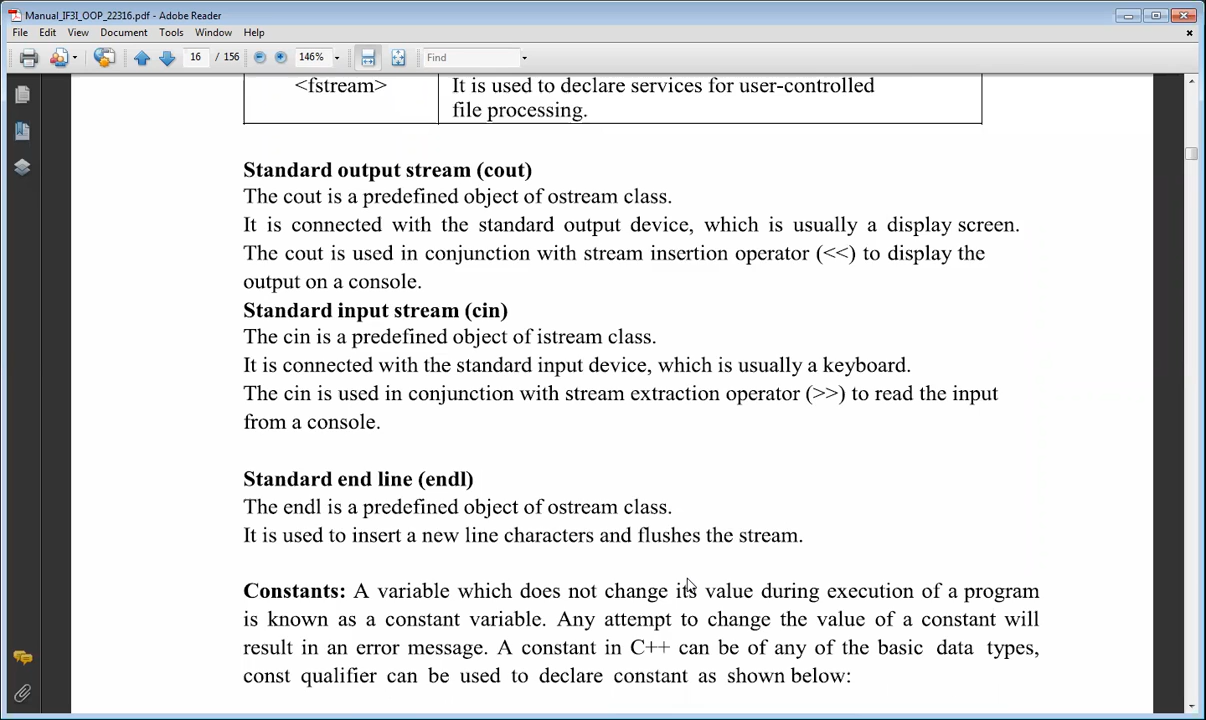 Manual_IF3I_OOP_22316.pdf - Adobe Reader
File Edit View Document Tools Window Help
16 / 156 146% Find
<fstream> It is used to declare services for user-controlled
file processing.
Standard output stream (cout)
The cout is a predefined object of ostream class.
It is connected with the standard output device, which is usually a display screen.
The cout is used in conjunction with stream insertion operator (<<) to display the
output on a console.
Standard input stream (cin)
The cin is a predefined object of istream class.
It is connected with the standard input device, which is usually a keyboard.
The cin is used in conjunction with stream extraction operator (>>) to read the input
from a console.
Standard end line (endl)
The endl is a predefined object of ostream class.
It is used to insert a new line characters and flushes the stream.
Constants: A variable which does not change its value during execution of a program
is known as a constant variable. Any attempt to change the value of a constant will
result in an error message. A constant in C++ can be of any of the basic data types,
const qualifier can be used to declare constant as shown below: